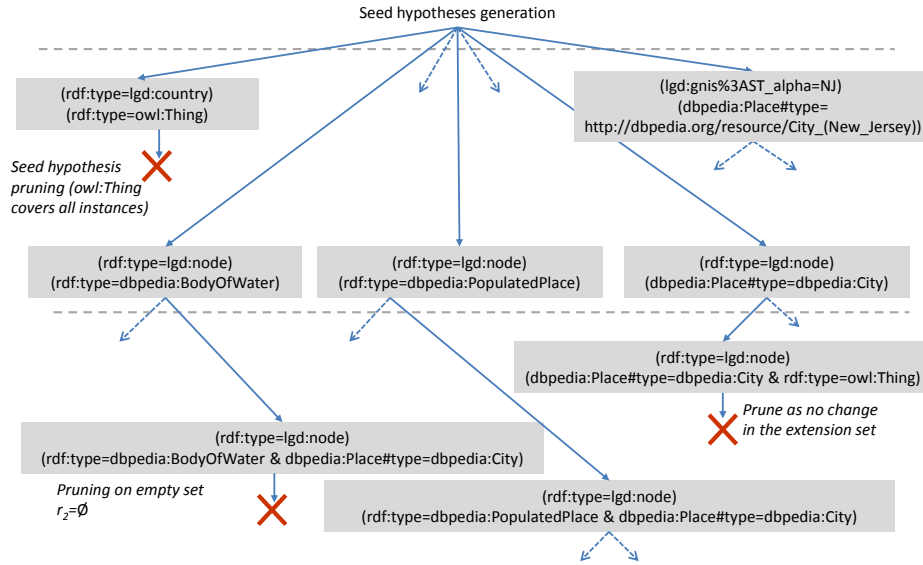 Seed hypotheses generation
(rdf:type=lgd:country)
(rdf:type=owl:Thing)
(lgd:gnis%3AST_alpha=NJ)
(dbpedia:Place#type=
http://dbpedia.org/resource/City_(New_Jersey))
Seed hypothesis
pruning (owl:Thing
covers all instances)
(rdf:type=lgd:node)
(rdf:type=dbpedia:BodyOfWater)
(rdf:type=lgd:node)
(rdf:type=dbpedia:PopulatedPlace)
(rdf:type=lgd:node)
(dbpedia:Place#type=dbpedia:City)
(rdf:type=lgd:node)
(dbpedia:Place#type=dbpedia:City & rdf:type=owl:Thing)
Prune as no change
in the extension set
(rdf:type=lgd:node)
(rdf:type=dbpedia:BodyOfWater & dbpedia:Place#type=dbpedia:City)
Pruning on empty set
r₂=Ø
(rdf:type=lgd:node)
(rdf:type=dbpedia:PopulatedPlace & dbpedia:Place#type=dbpedia:City)